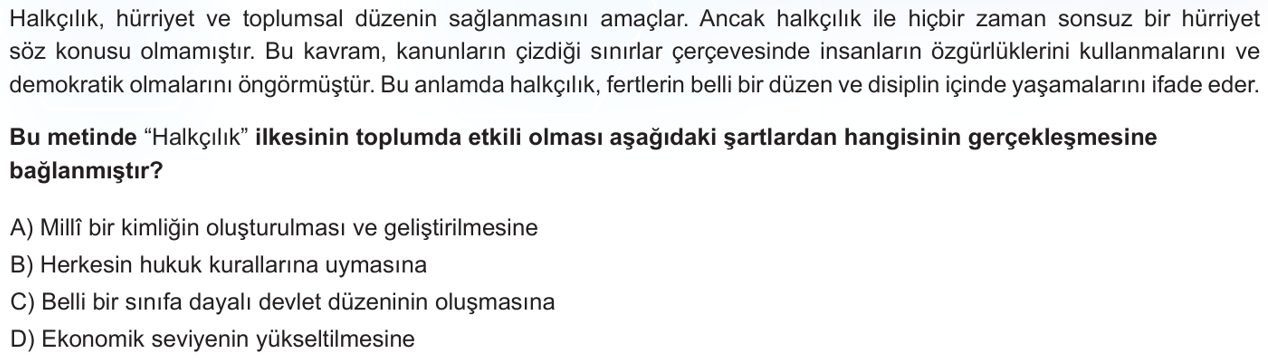 Halkçılık, hürriyet ve toplumsal düzenin sağlanmasını amaçlar. Ancak halkçılık ile hiçbir zaman sonsuz bir hürriyet
söz konusu olmamıştır. Bu kavram, kanunların çizdiği sınırlar çerçevesinde insanların özgürlüklerini kullanmalarını ve
demokratik olmalarını öngörmüştür. Bu anlamda halkçılık, fertlerin belli bir düzen ve disiplin içinde yaşamalarını ifade eder.
Bu metinde “Halkçılık” ilkesinin toplumda etkili olması aşağıdaki şartlardan hangisinin gerçekleşmesine
bağlanmıştır?
A) Millî bir kimliğin oluşturulması ve geliştirilmesine
B) Herkesin hukuk kurallarına uymasına
C) Belli bir sınıfa dayalı devlet düzeninin oluşmasına
D) Ekonomik seviyenin yükseltilmesine